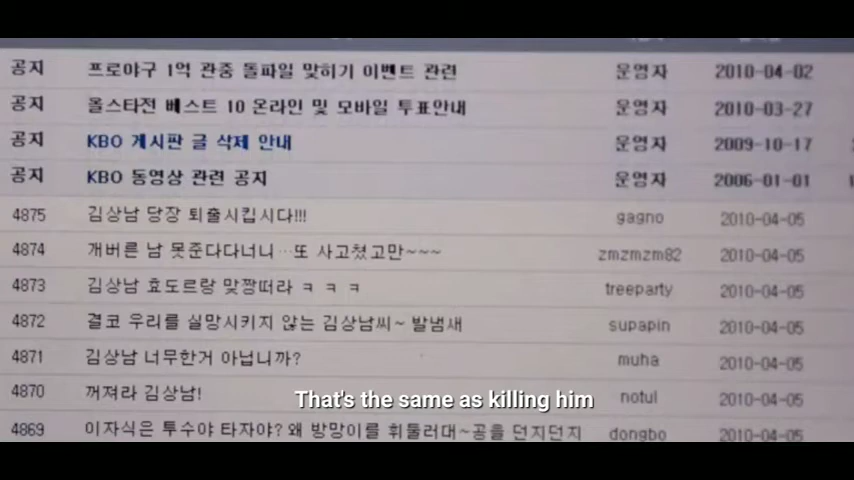 공지 프로야구 1억 관중 돌파일 맞히기 이벤트 관련 운영자 2010-04-02
공지 올스타전 베스트 10 온라인 및 모바일 투표안내 운영자 2010-03-27
공지 KBO 게시판 글 삭제 안내 운영자 2009-10-17
공지 KBO 동영상 관련 공지 운영자 2006-01-01
4875 김상남 당장 퇴출시킵시다!!! gagno 2010-04-05
4874 개버른 남 못준다다너니…또 사고쳤고만~~~ zmzmzm82 2010-04-05
4873 김상남 효도르랑 맞짱떠라 ㅋ ㅋ ㅋ treeparty 2010-04-05
4872 결코 우리를 실망시키지 않는 김상남씨~ 발냄새 supapin 2010-04-05
4871 김상남 너무한거 아닙니까? muha 2010-04-05
4870 꺼져라 김상남! notul 2010-04-05
That's the same as killing him
4869 이자식은 투수야 타자야? 왜 방망이를 휘둘러대~공을 던지던지 dongbo 2010-04-05